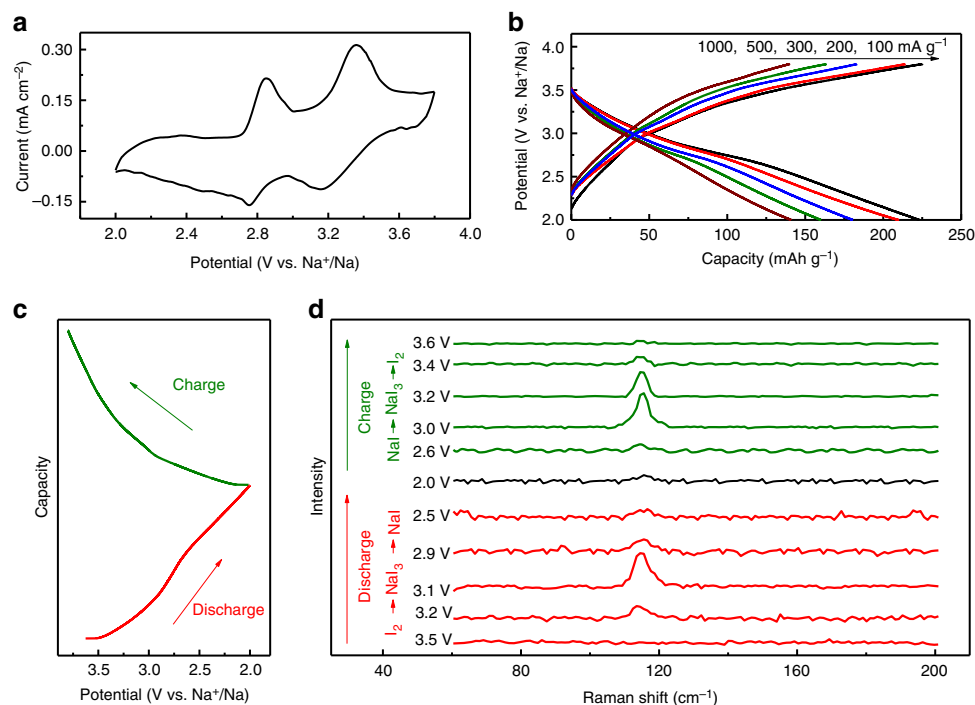 a
0.30
0.15
0.00
−0.15
Current (mA cm−2)
2.0 2.4 2.8 3.2 3.6 4.0
Potential (V vs. Na+/Na)
b
1000, 500, 300, 200, 100 mA g−1
4.0
3.5
3.0
2.5
2.0
Potential (V vs. Na+/Na)
0 50 100 150 200 250
Capacity (mAh g−1)
c
Charge
Discharge
Capacity
3.5 3.0 2.5 2.0
Potential (V vs. Na+/Na)
d
Intensity
Charge
NaI → NaI3 → I2
Discharge
I2 → NaI3 → NaI
3.6 V
3.4 V
3.2 V
3.0 V
2.6 V
2.0 V
2.5 V
2.9 V
3.1 V
3.2 V
3.5 V
40 80 120 160 200
Raman shift (cm−1)